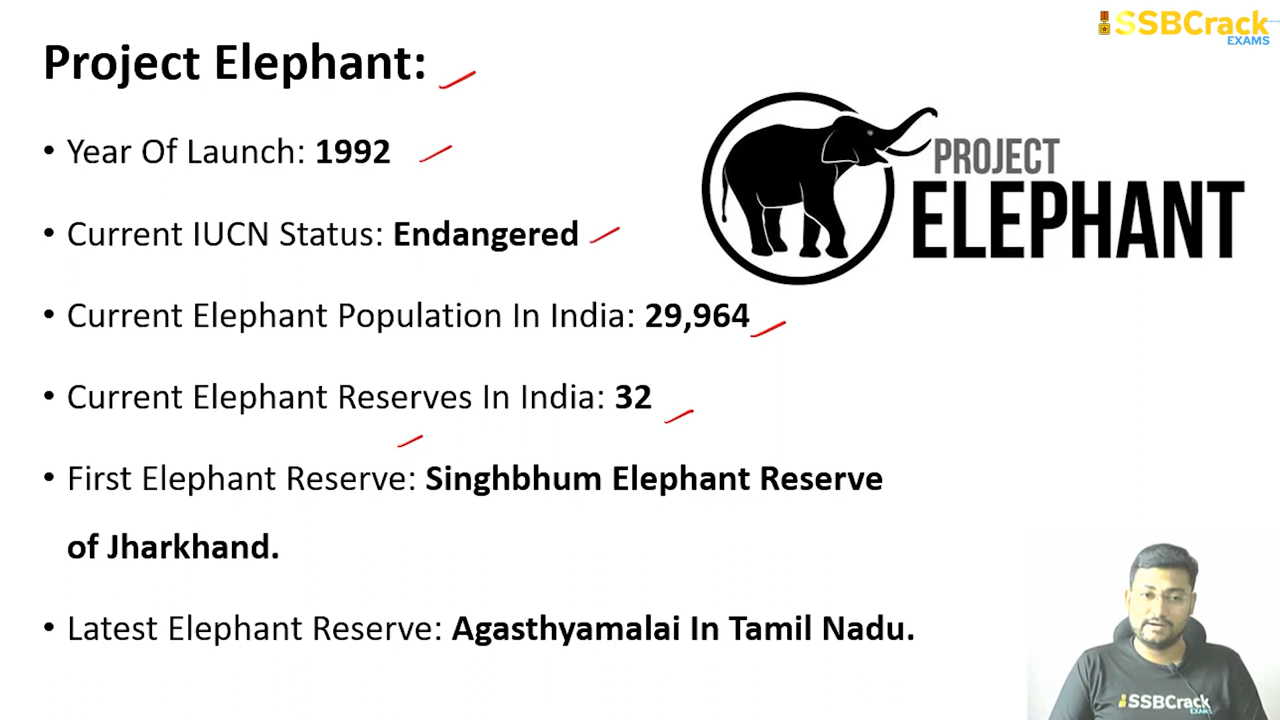 SSBCrack
EXAMS
Project Elephant:
• Year Of Launch: 1992
• Current IUCN Status: Endangered
• Current Elephant Population In India: 29,964
• Current Elephant Reserves In India: 32
• First Elephant Reserve: Singhbhum Elephant Reserve
of Jharkhand.
• Latest Elephant Reserve: Agasthyamalai In Tamil Nadu.
PROJECT
ELEPHANT
SSBCrack
EXAMS